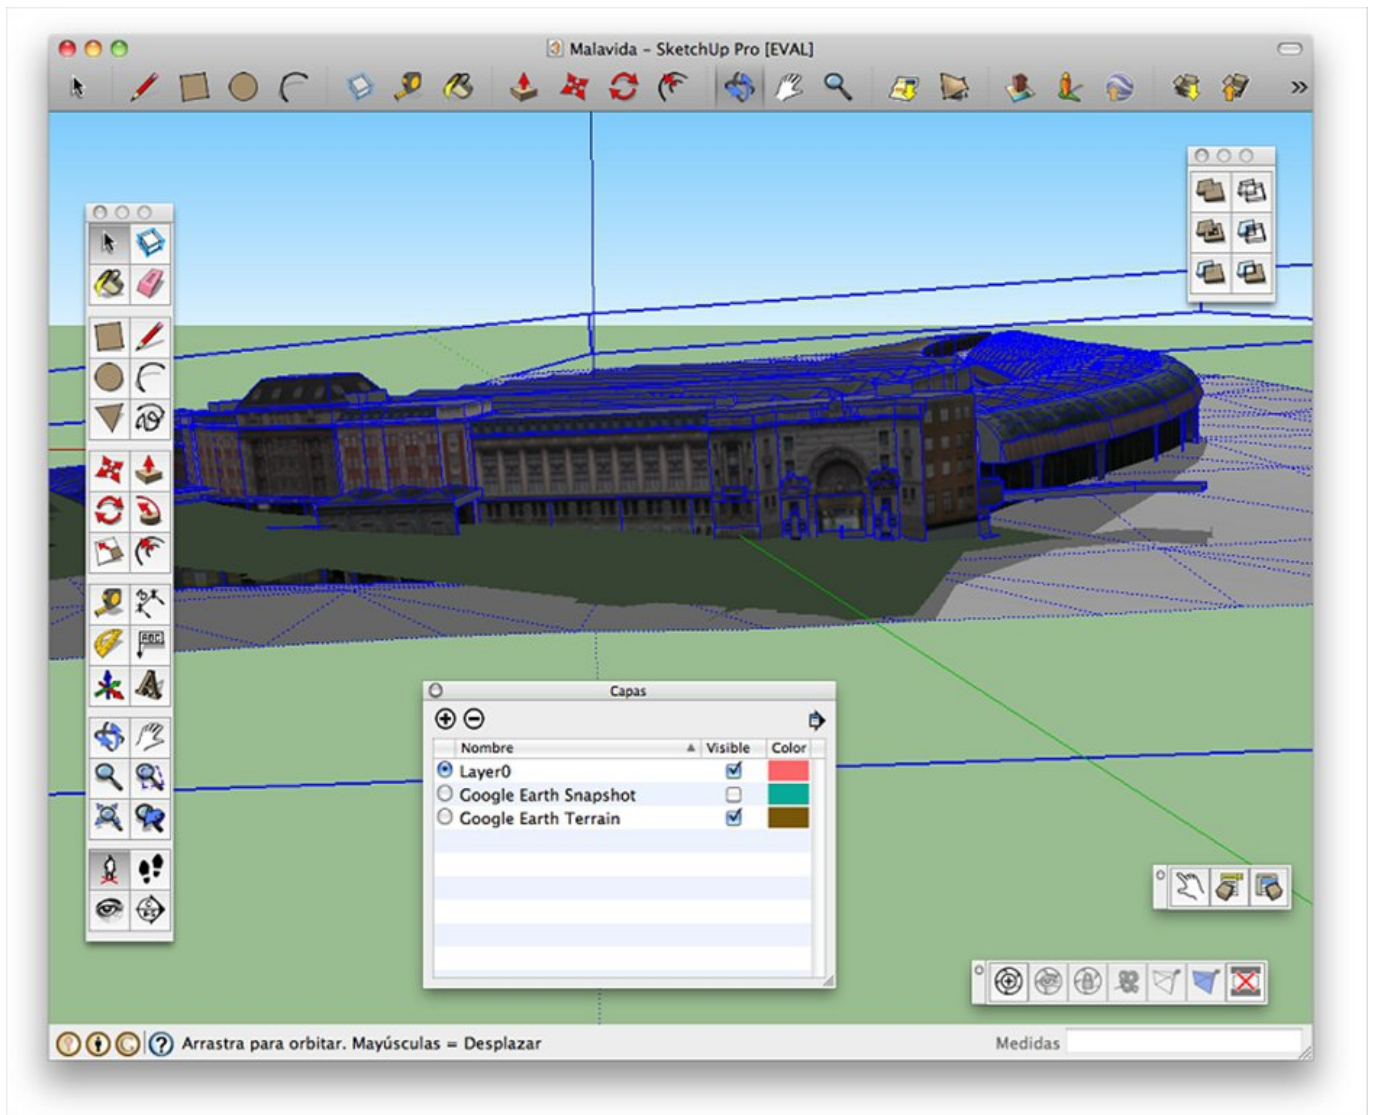 Malavida – SketchUp Pro [EVAL]
Capas
Nombre Visible Color
Layer0
Google Earth Snapshot
Google Earth Terrain
Arrastra para orbitar. Mayúsculas = Desplazar
Medidas